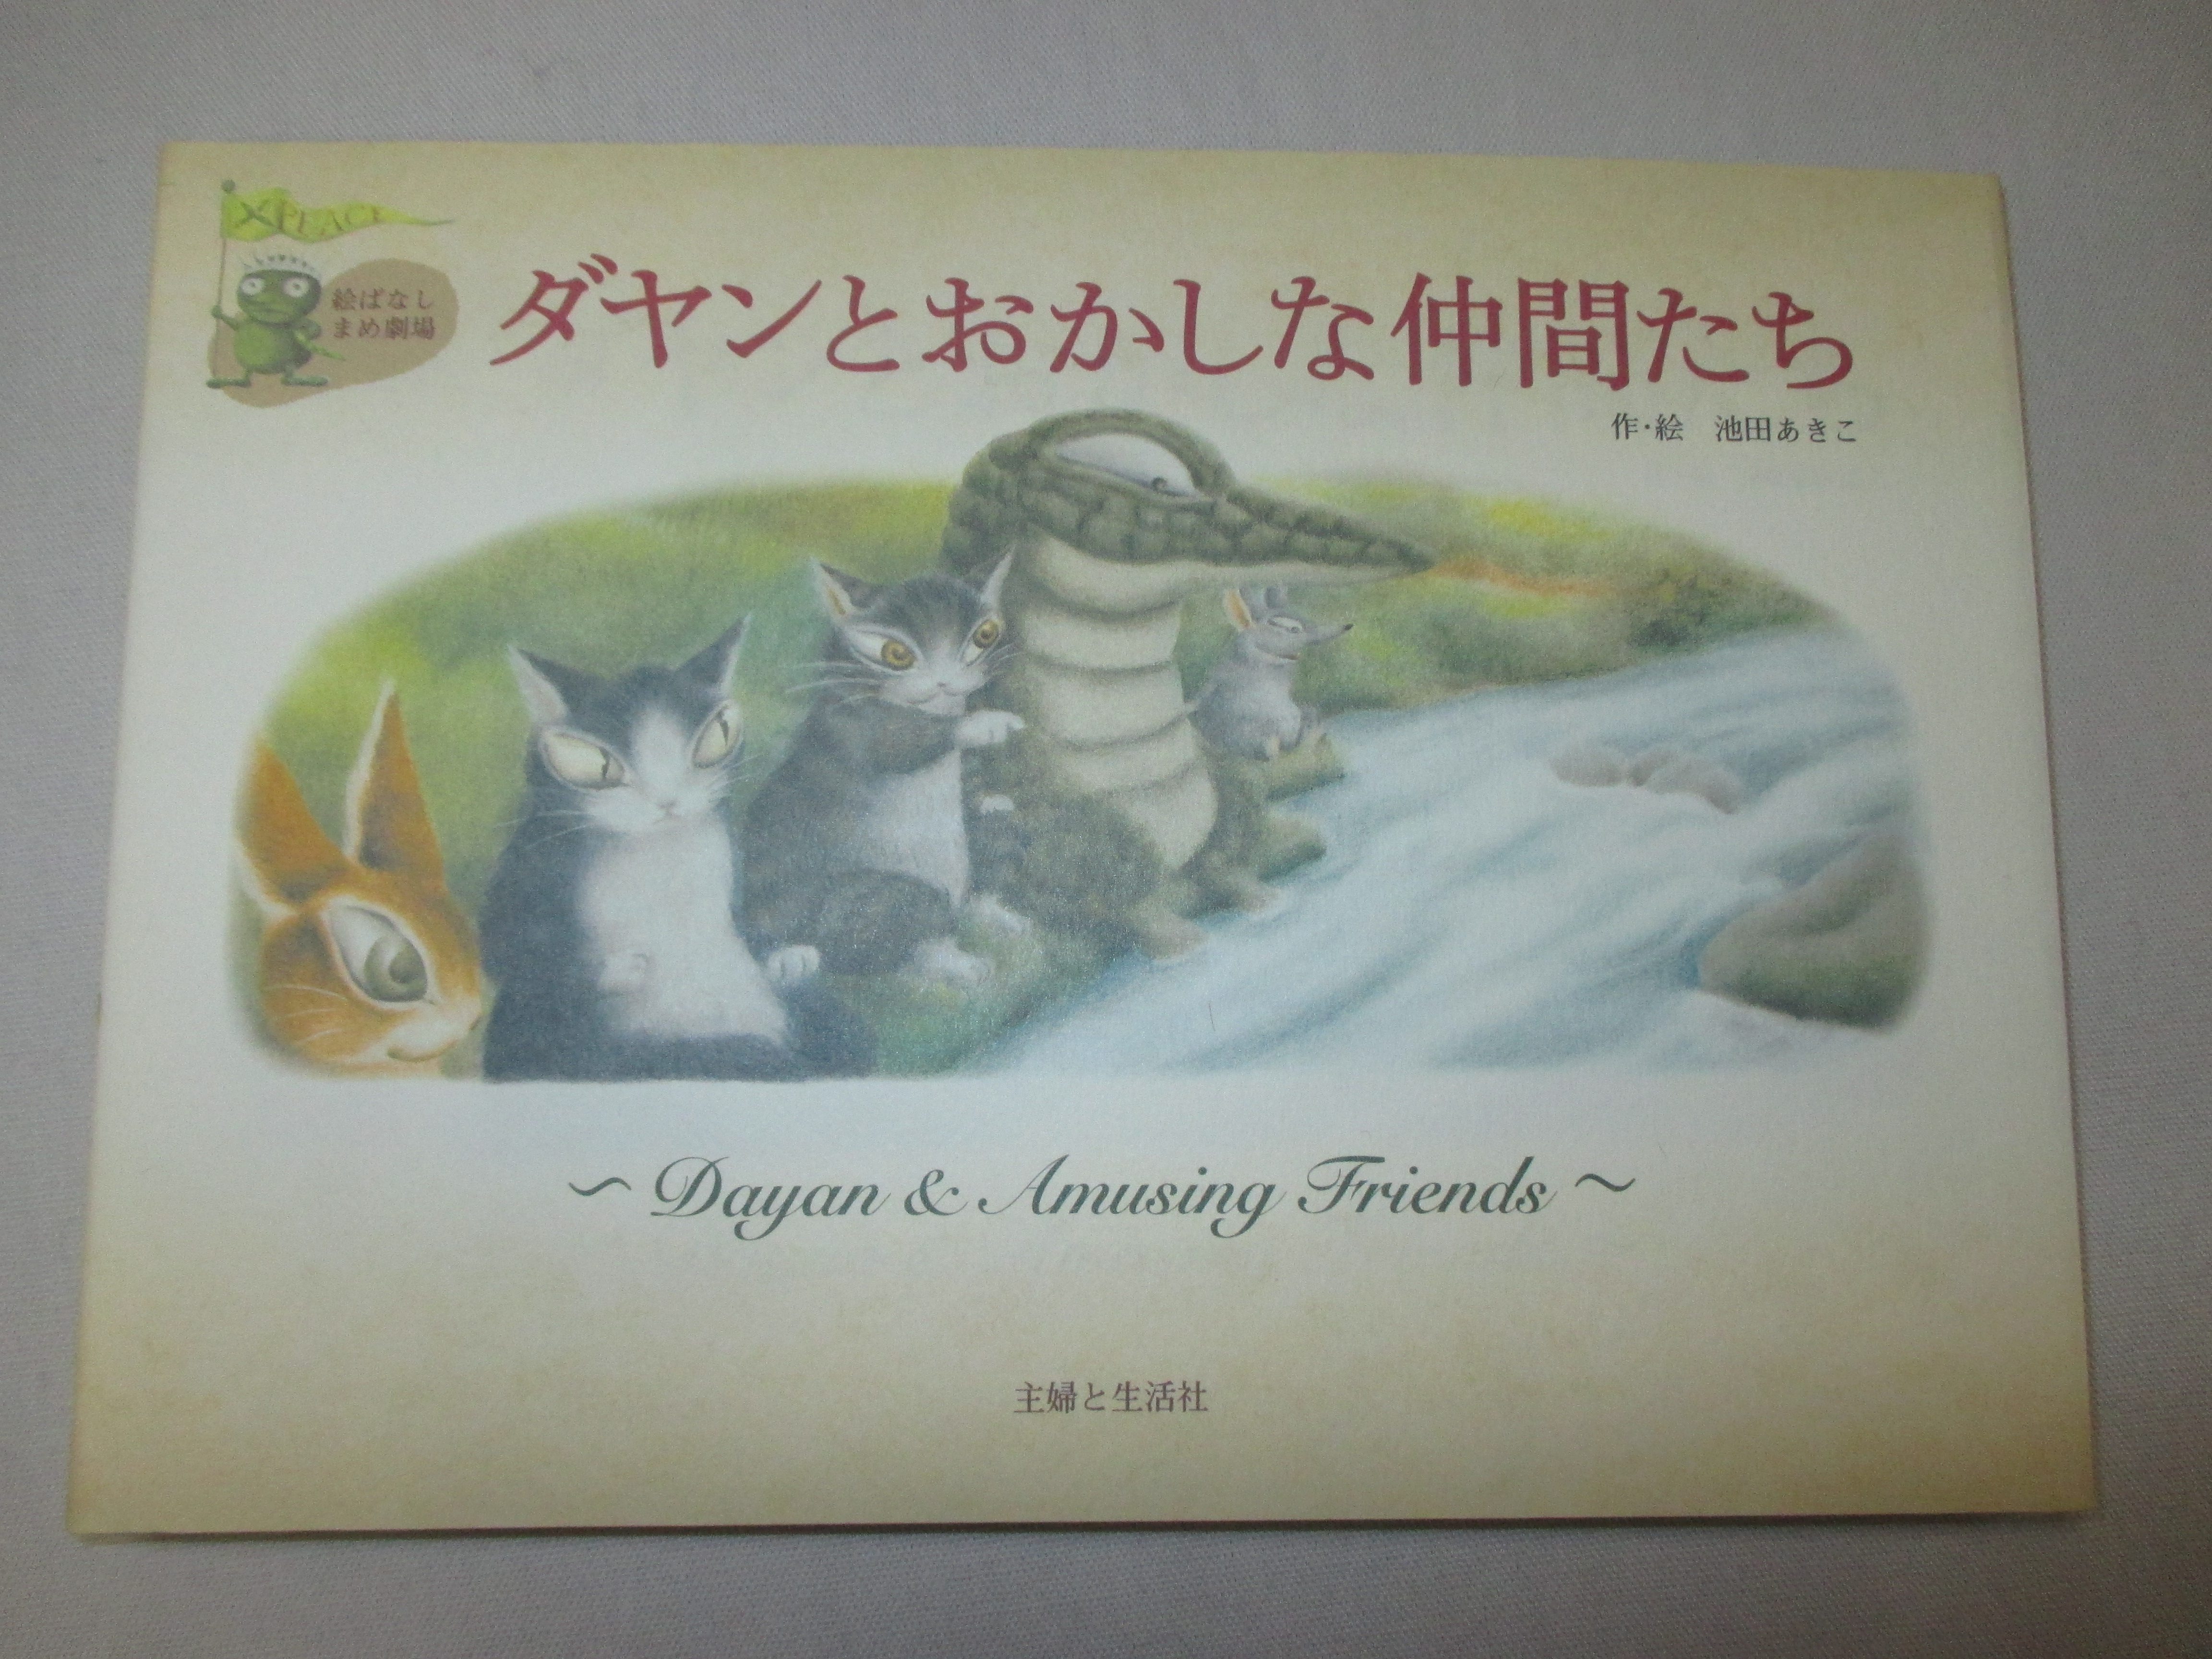 PEACE
絵ばなし
まめ劇場
ダヤンとおかしな仲間たち
作・絵　池田あきこ
～Dayan & Amusing Friends～
主婦と生活社